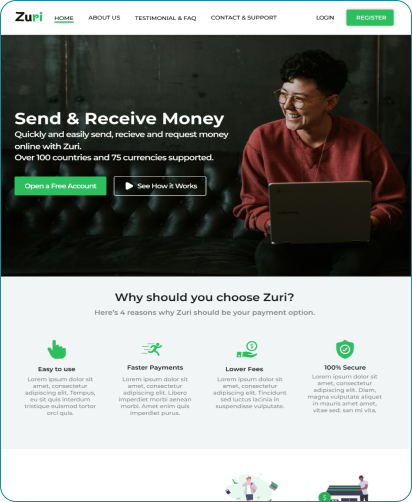 Zuri HOME ABOUT US TESTIMONIAL & FAQ CONTACT & SUPPORT LOGIN REGISTER
Send & Receive Money
Quickly and easily send, recieve and request money
online with Zuri.
Over 100 countries and 75 currencies supported.
Open a Free Account See How it Works
Why should you choose Zuri?
Here's 4 reasons why Zuri should be your payment option.
Easy to use
Lorem ipsum dolor sit
amet, consectetur
adipiscing elit. Tempus,
eu sit quis interdum
tristique euismod tortor
orci quis.
Faster Payments
Lorem ipsum dolor sit
amet, consectetur
adipiscing elit. Libero
imperdiet morbi aenean
morbi. Amet enim quis
imperdiet purus.
Lower Fees
Lorem ipsum dolor sit
amet, consectetur
adipiscing elit. Tincidunt
sed luctus lacinia in
suspendisse vulputate.
100% Secure
Lorem ipsum dolor sit
amet, consectetur
adipiscing elit. Diam,
magna vulputate aliquet
in mauris amet amet,
vitae sed. san mi vita,